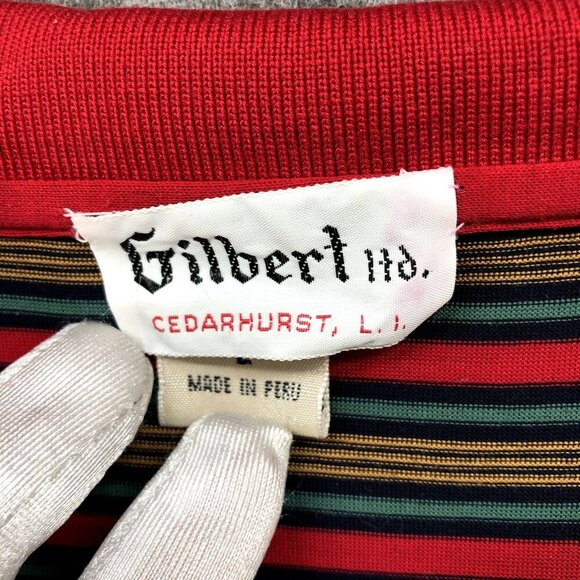 Gilbert ltd.
CEDARHURST, L.I.
MADE IN PERU